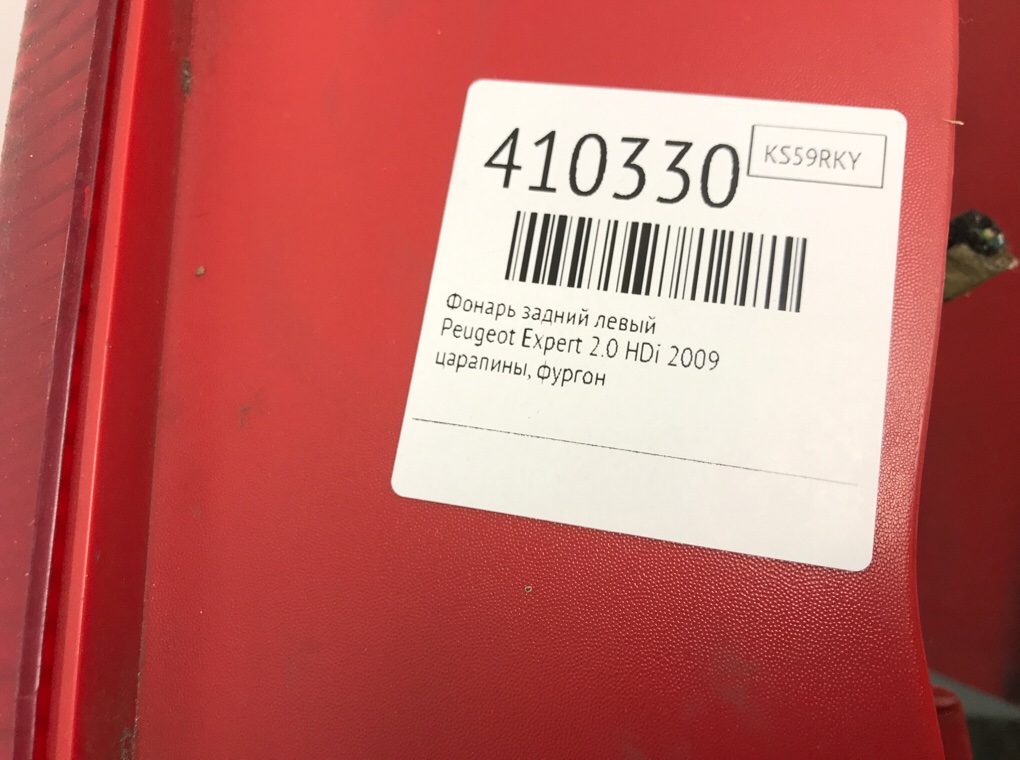 410330
KS59RKY
Фонарь задний левый
Peugeot Expert 2.0 HDi 2009
царапины, фургон